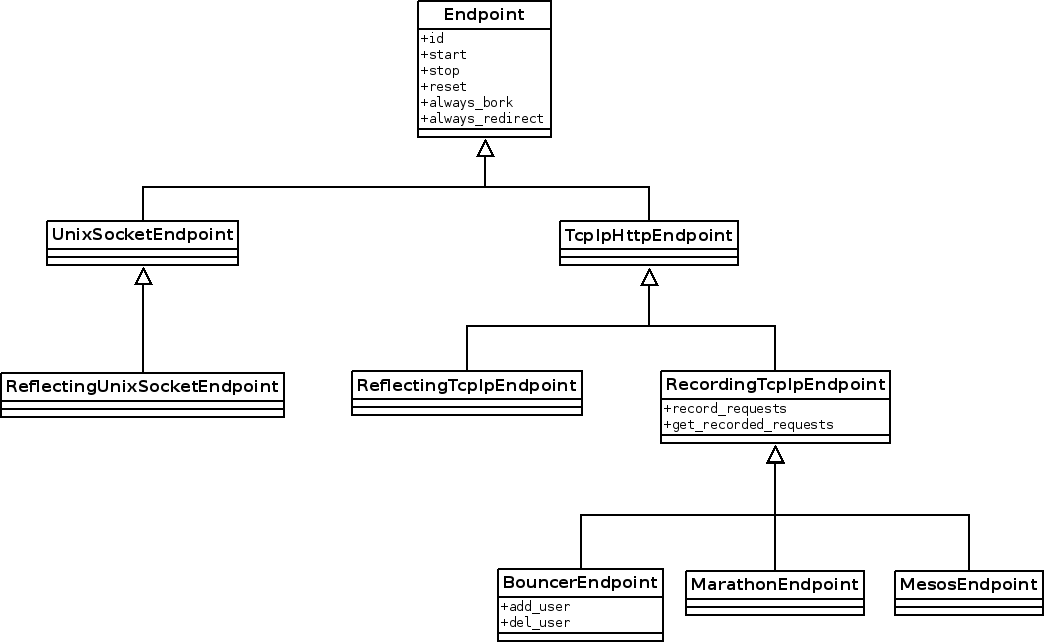 Endpoint
+id
+start
+stop
+reset
+always_bork
+always_redirect
UnixSocketEndpoint
TcpIpHttpEndpoint
ReflectingUnixSocketEndpoint
ReflectingTcpIpEndpoint
RecordingTcpIpEndpoint
+record_requests
+get_recorded_requests
BouncerEndpoint
+add_user
+del_user
MarathonEndpoint
MesosEndpoint